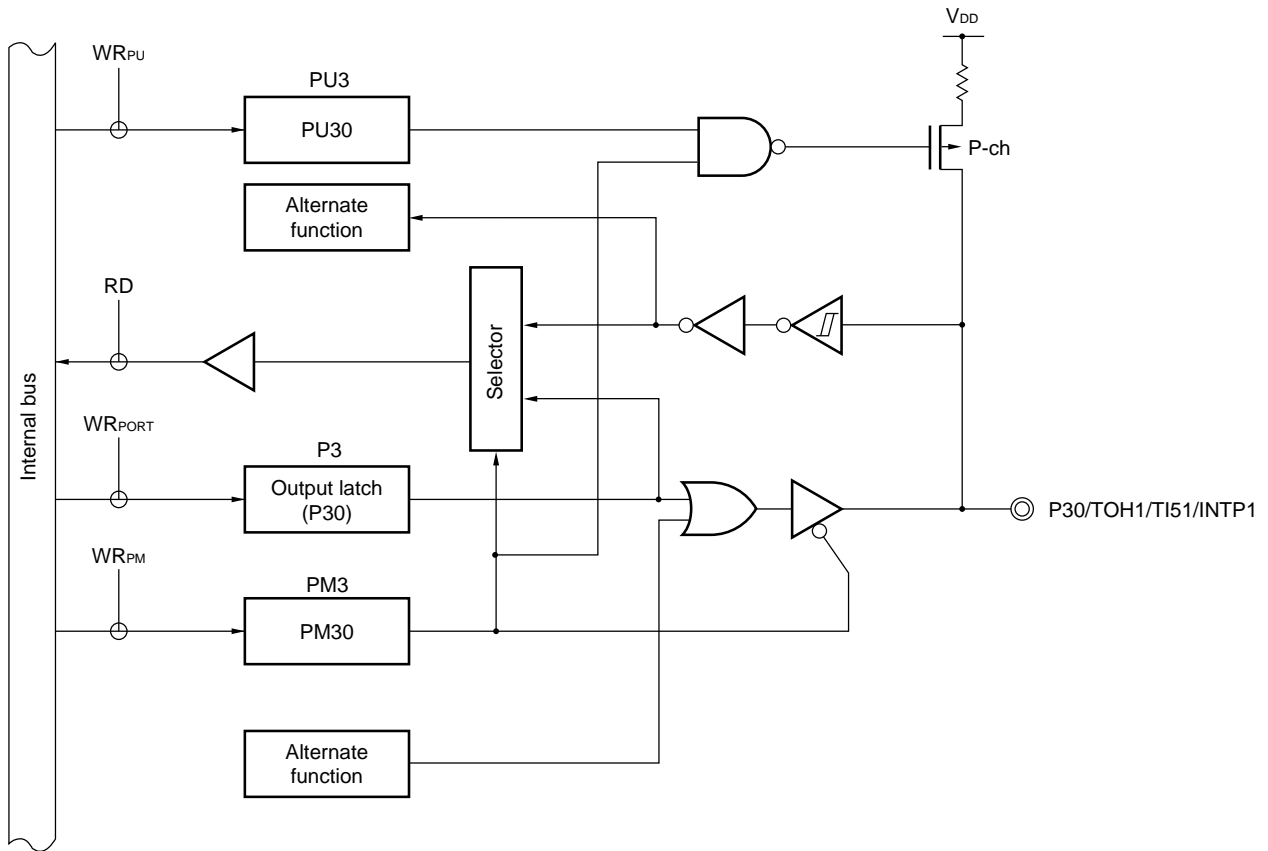 VDD
WRPU
PU3
PU30
P-ch
Alternate
function
RD
Selector
Internal bus
WRPORT
P3
Output latch
(P30)
P30/TOH1/TI51/INTP1
WRPM
PM3
PM30
Alternate
function